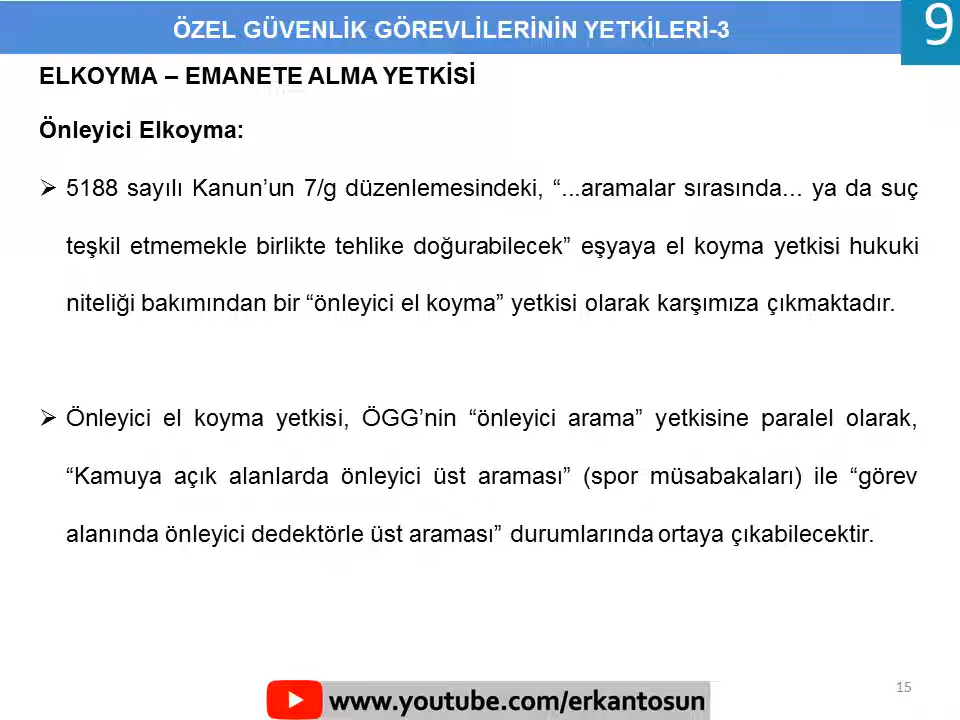 ÖZEL GÜVENLİK GÖREVLİLERİNİN YETKİLERİ-3
9
ELKOYMA – EMANETE ALMA YETKİSİ
Önleyici Elkoyma:
➢ 5188 sayılı Kanun’un 7/g düzenlemesindeki, “...aramalar sırasında... ya da suç
teşkil etmemekle birlikte tehlike doğurabilecek” eşyaya el koyma yetkisi hukuki
niteliği bakımından bir “önleyici el koyma” yetkisi olarak karşımıza çıkmaktadır.
➢ Önleyici el koyma yetkisi, ÖGG’nin “önleyici arama” yetkisine paralel olarak,
“Kamuya açık alanlarda önleyici üst araması” (spor müsabakaları) ile “görev
alanında önleyici dedektörle üst araması” durumlarında ortaya çıkabilecektir.
15
www.youtube.com/erkantosun